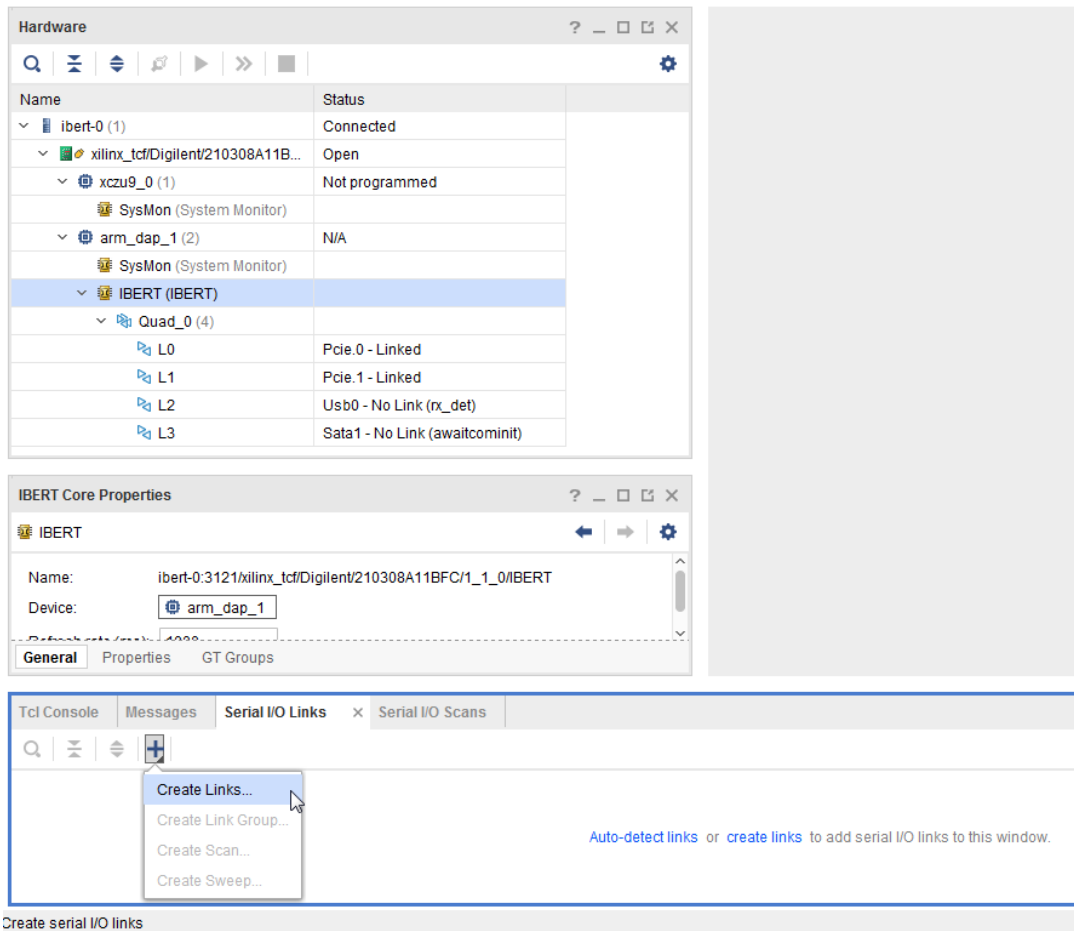 Hardware
Name Status
ibert-0 (1) Connected
xilinx_tcf/Digilent/210308A11B... Open
xczu9_0 (1) Not programmed
SysMon (System Monitor)
arm_dap_1 (2) N/A
SysMon (System Monitor)
IBERT (IBERT)
Quad_0 (4)
L0 Pcie.0 - Linked
L1 Pcie.1 - Linked
L2 Usb0 - No Link (rx_det)
L3 Sata1 - No Link (awaitcominit)
IBERT Core Properties
IBERT
Name: ibert-0:3121/xilinx_tcf/Digilent/210308A11BFC/1_1_0/IBERT
Device: arm_dap_1
General Properties GT Groups
Tcl Console Messages Serial I/O Links Serial I/O Scans
Create Links...
Create Link Group...
Auto-detect links or create links to add serial I/O links to this window.
Create Scan...
Create Sweep...
Create serial I/O links